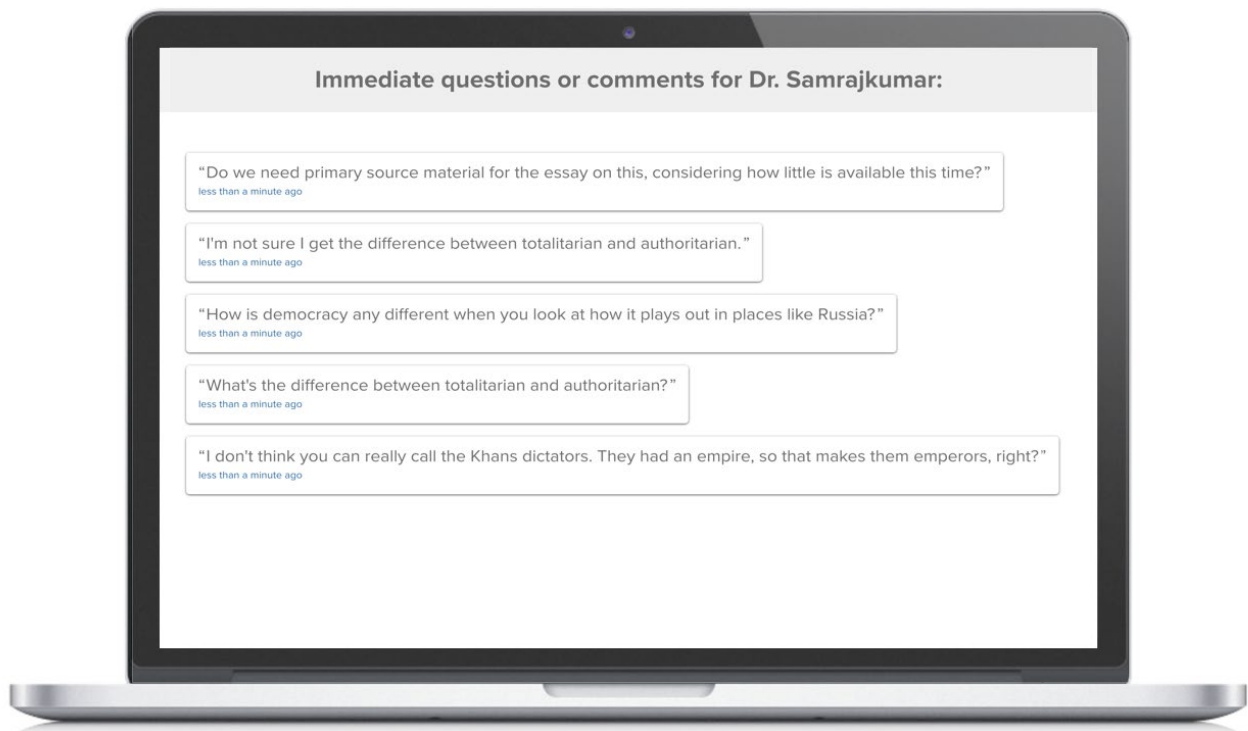 Immediate questions or comments for Dr. Samrajkumar:
“Do we need primary source material for the essay on this, considering how little is available this time?”
less than a minute ago
“I'm not sure I get the difference between totalitarian and authoritarian.”
less than a minute ago
“How is democracy any different when you look at how it plays out in places like Russia?”
less than a minute ago
“What's the difference between totalitarian and authoritarian?”
less than a minute ago
“I don't think you can really call the Khans dictators. They had an empire, so that makes them emperors, right?”
less than a minute ago